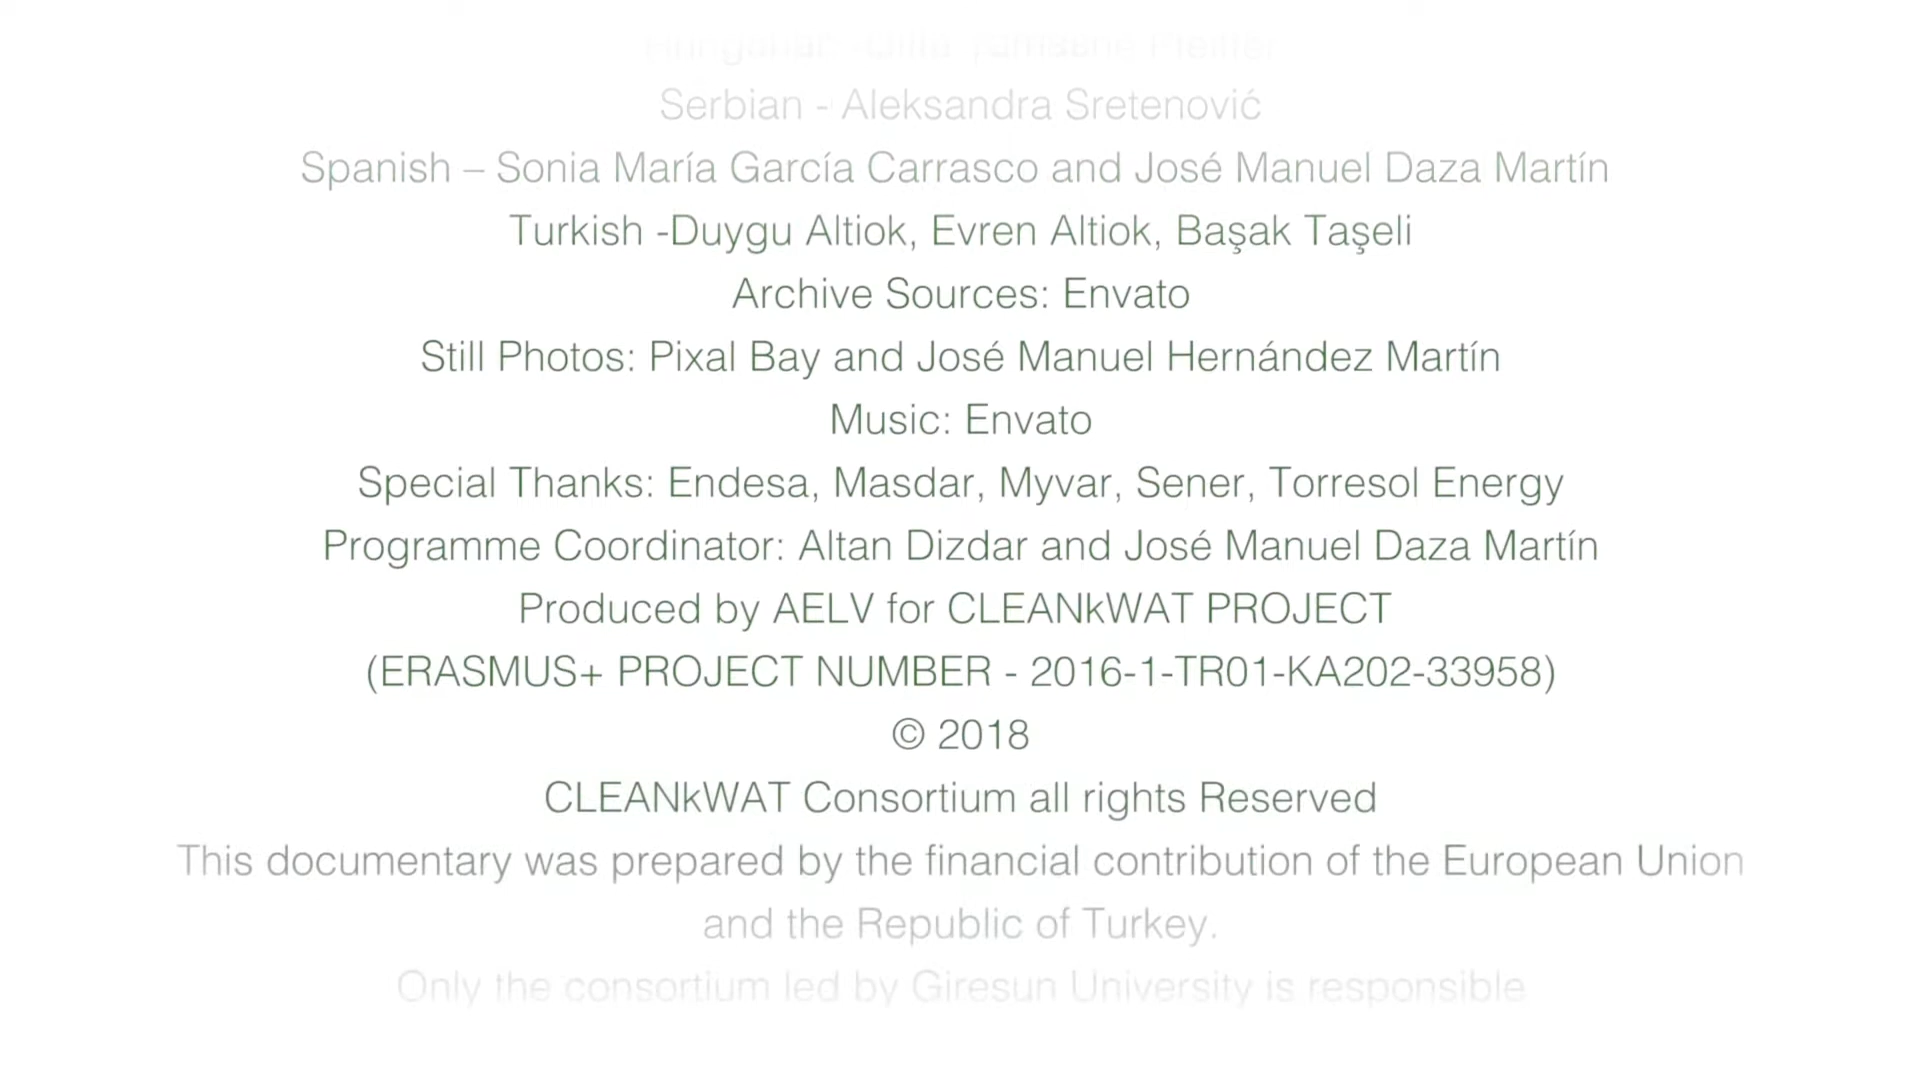 Serbian - Aleksandra Sretenović
Spanish – Sonia María García Carrasco and José Manuel Daza Martín
Turkish -Duygu Altiok, Evren Altiok, Başak Taşeli
Archive Sources: Envato
Still Photos: Pixal Bay and José Manuel Hernández Martín
Music: Envato
Special Thanks: Endesa, Masdar, Myvar, Sener, Torresol Energy
Programme Coordinator: Altan Dizdar and José Manuel Daza Martín
Produced by AELV for CLEANkWAT PROJECT
(ERASMUS+ PROJECT NUMBER - 2016-1-TR01-KA202-33958)
© 2018
CLEANkWAT Consortium all rights Reserved
This documentary was prepared by the financial contribution of the European Union
and the Republic of Turkey.
Only the consortium led by Giresun University is responsible